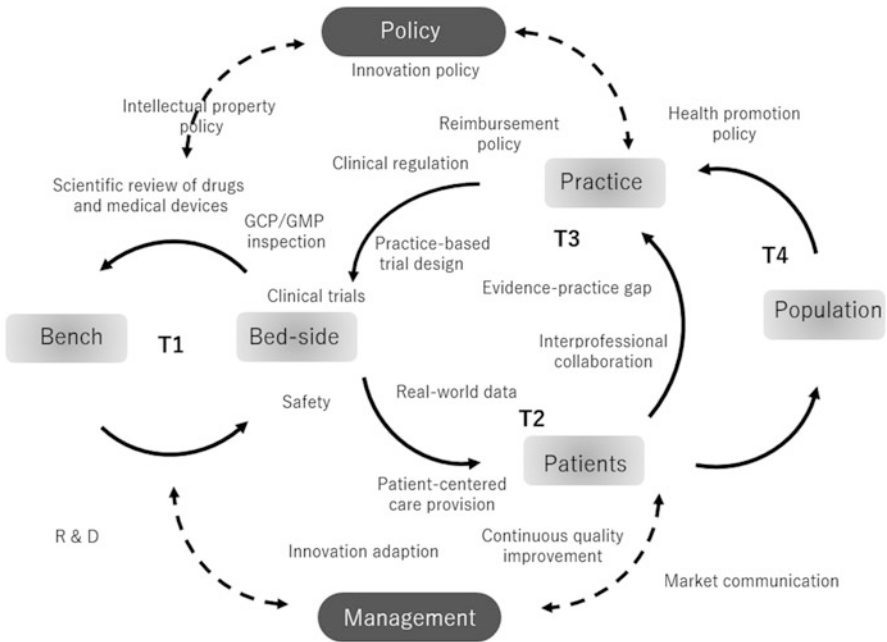 Policy
Innovation policy
Intellectual property
policy
Reimbursement
policy
Health promotion
policy
Clinical regulation
Scientific review of drugs
and medical devices
Practice
GCP/GMP
inspection
Practice-based
trial design
T3
T4
Evidence-practice gap
Clinical trials
Bench
T1
Bed-side
Population
Interprofessional
collaboration
Safety
Real-world data
T2
Patients
Patient-centered
care provision
R & D
Innovation adaption
Continuous quality
improvement
Market communication
Management